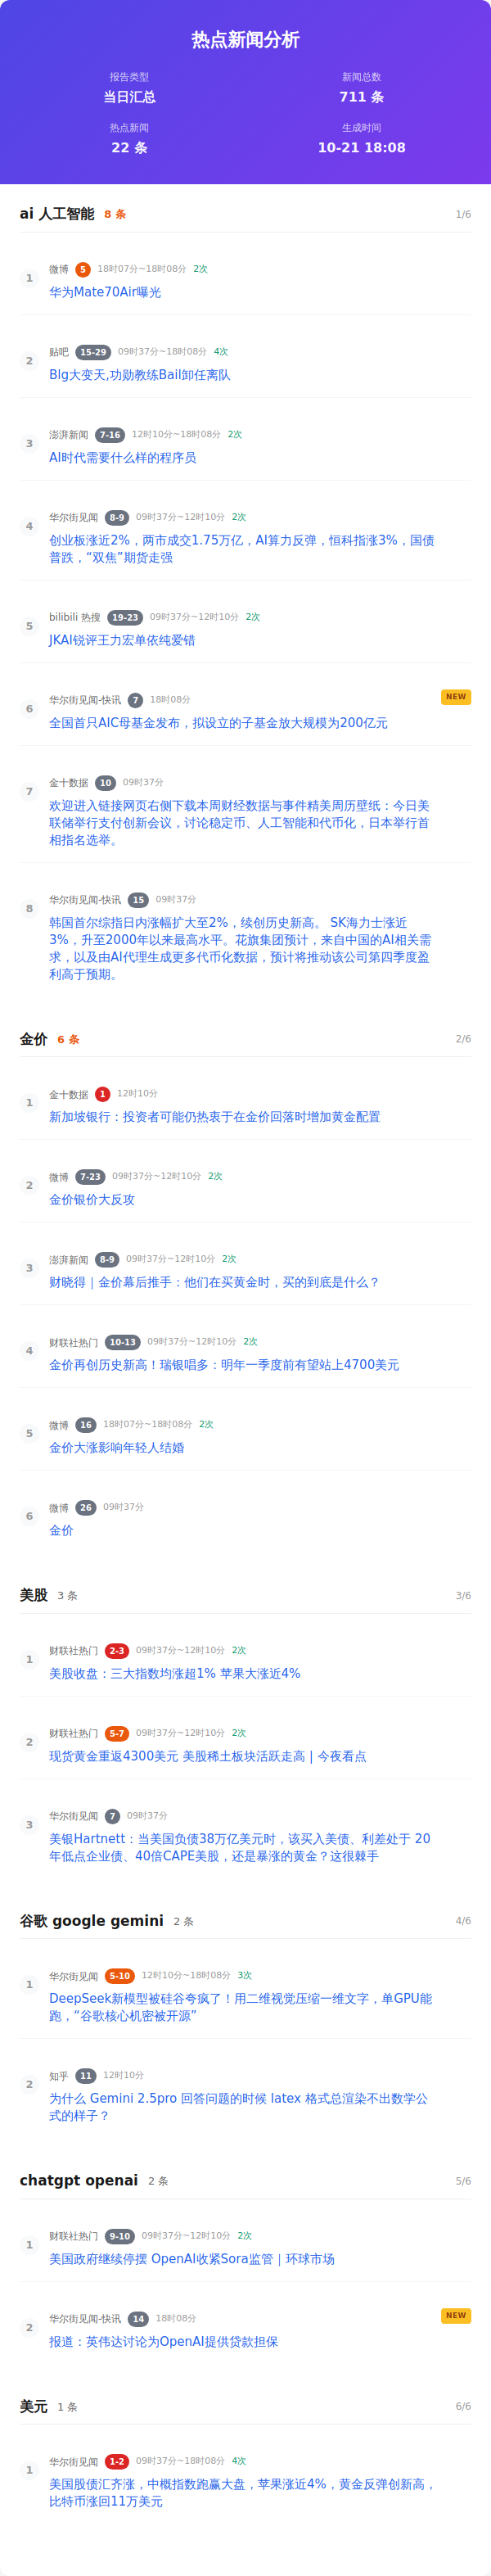 热点新闻分析
报告类型
当日汇总
新闻总数
711 条
热点新闻
22 条
生成时间
10-21 18:08
ai 人工智能 8 条 1/6
1
微博 5 18时07分~18时08分 2次
华为Mate70Air曝光
2
贴吧 15-29 09时37分~18时08分 4次
Blg大变天,功勋教练Bail卸任离队
3
澎湃新闻 7-16 12时10分~18时08分 2次
AI时代需要什么样的程序员
4
华尔街见闻 8-9 09时37分~12时10分 2次
创业板涨近2%，两市成交1.75万亿，AI算力反弹，恒科指涨3%，国债
普跌，“双焦”期货走强
5
bilibili 热搜 19-23 09时37分~12时10分 2次
JKAI锐评王力宏单依纯爱错
6
华尔街见闻-快讯 7 18时08分 NEW
全国首只AIC母基金发布，拟设立的子基金放大规模为200亿元
7
金十数据 10 09时37分
欢迎进入链接网页右侧下载本周财经数据与事件精美周历壁纸：今日美
联储举行支付创新会议，讨论稳定币、人工智能和代币化，日本举行首
相指名选举。
8
华尔街见闻-快讯 15 09时37分
韩国首尔综指日内涨幅扩大至2%，续创历史新高。 SK海力士涨近
3%，升至2000年以来最高水平。花旗集团预计，来自中国的AI相关需
求，以及由AI代理生成更多代币化数据，预计将推动该公司第四季度盈
利高于预期。
金价 6 条 2/6
1
金十数据 1 12时10分
新加坡银行：投资者可能仍热衷于在金价回落时增加黄金配置
2
微博 7-23 09时37分~12时10分 2次
金价银价大反攻
3
澎湃新闻 8-9 09时37分~12时10分 2次
财晓得｜金价幕后推手：他们在买黄金时，买的到底是什么？
4
财联社热门 10-13 09时37分~12时10分 2次
金价再创历史新高！瑞银唱多：明年一季度前有望站上4700美元
5
微博 16 18时07分~18时08分 2次
金价大涨影响年轻人结婚
6
微博 26 09时37分
金价
美股 3 条 3/6
1
财联社热门 2-3 09时37分~12时10分 2次
美股收盘：三大指数均涨超1% 苹果大涨近4%
2
财联社热门 5-7 09时37分~12时10分 2次
现货黄金重返4300美元 美股稀土板块活跃走高 | 今夜看点
3
华尔街见闻 7 09时37分
美银Hartnett：当美国负债38万亿美元时，该买入美债、利差处于 20
年低点企业债、40倍CAPE美股，还是暴涨的黄金？这很棘手
谷歌 google gemini 2 条 4/6
1
华尔街见闻 5-10 12时10分~18时08分 3次
DeepSeek新模型被硅谷夸疯了！用二维视觉压缩一维文字，单GPU能
跑，“谷歌核心机密被开源”
2
知乎 11 12时10分
为什么 Gemini 2.5pro 回答问题的时候 latex 格式总渲染不出数学公
式的样子？
chatgpt openai 2 条 5/6
1
财联社热门 9-10 09时37分~12时10分 2次
美国政府继续停摆 OpenAI收紧Sora监管｜环球市场
2
华尔街见闻-快讯 14 18时08分 NEW
报道：英伟达讨论为OpenAI提供贷款担保
美元 1 条 6/6
1
华尔街见闻 1-2 09时37分~18时08分 4次
美国股债汇齐涨，中概指数跑赢大盘，苹果涨近4%，黄金反弹创新高，
比特币涨回11万美元